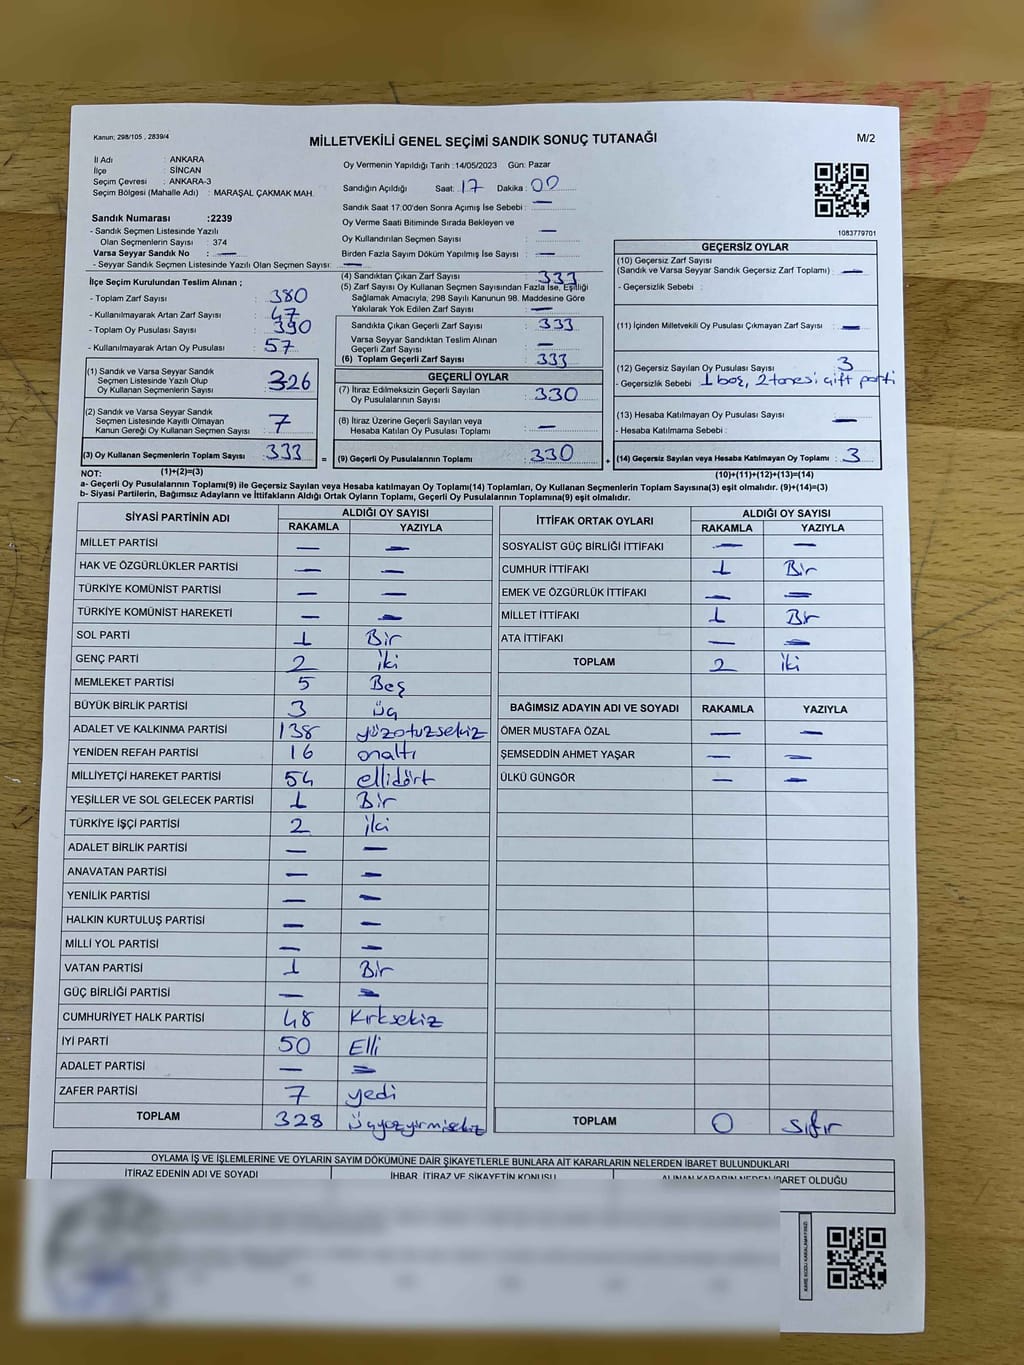 Kanun; 298/105 , 2839/4
MİLLETVEKİLİ GENEL SEÇİMİ SANDIK SONUÇ TUTANAĞI
M/2
İl Adı : ANKARA
İlçe : SİNCAN
Seçim Çevresi : ANKARA-3
Seçim Bölgesi (Mahalle Adı) : MARAŞAL ÇAKMAK MAH.
Sandık Numarası :2239
- Sandık Seçmen Listesinde Yazılı
Olan Seçmenlerin Sayısı : 374
Varsa Seyyar Sandık No : —
- Seyyar Sandık Seçmen Listesinde Yazılı Olan Seçmen Sayısı: —
Oy Vermenin Yapıldığı Tarih :14/05/2023 Gün: Pazar
Sandığın Açıldığı Saat: 17 Dakika : 00
Sandık Saat 17:00'den Sonra Açımış İse Sebebi : —
Oy Verme Saati Bitiminde Sırada Bekleyen ve
Oy Kullandırılan Seçmen Sayısı : —
Birden Fazla Sayım Döküm Yapılmış İse Sayısı : —
1083779701
İlçe Seçim Kurulundan Teslim Alınan ;
- Toplam Zarf Sayısı : 380
- Kullanılmayarak Artan Zarf Sayısı : 47
- Toplam Oy Pusulası Sayısı : 390
- Kullanılmayarak Artan Oy Pusulası : 57
(1) Sandık ve Varsa Seyyar Sandık
Seçmen Listesinde Yazılı Olup
Oy Kullanan Seçmenlerin Sayısı : 326
(2) Sandık ve Varsa Seyyar Sandık
Seçmen Listesinde Kayıtlı Olmayan
Kanun Gereği Oy Kullanan Seçmen Sayısı : 7
(3) Oy Kullanan Seçmenlerin Toplam Sayısı : 333
(4) Sandıktan Çıkan Zarf Sayısı : 333
(5) Zarf Sayısı Oy Kullanan Seçmen Sayısından Fazla İse, Eşitliği
Sağlamak Amacıyla, 298 Sayılı Kanunun 98. Maddesine Göre
Yakılarak Yok Edilen Zarf Sayısı : —
Sandıkta Çıkan Geçerli Zarf Sayısı : 333
Varsa Seyyar Sandıktan Teslim Alınan
Geçerli Zarf Sayısı : —
(6) Toplam Geçerli Zarf Sayısı : 333
GEÇERLİ OYLAR
(7) İtiraz Edilmeksizin Geçerli Sayılan
Oy Pusulalarının Sayısı : 330
(8) İtiraz Üzerine Geçerli Sayılan veya
Hesaba Katılan Oy Pusulası Toplamı : —
= (9) Geçerli Oy Pusulalarının Toplamı : 330
GEÇERSİZ OYLAR
(10) Geçersiz Zarf Sayısı
(Sandık ve Varsa Seyyar Sandık Geçersiz Zarf Toplamı) : —
- Geçersizlik Sebebi :
(11) İçinden Milletvekili Oy Pusulası Çıkmayan Zarf Sayısı : —
(12) Geçersiz Sayılan Oy Pusulası Sayısı : 3
- Geçersizlik Sebebi : 1 boş, 2 tanesi çift parti
(13) Hesaba Katılmayan Oy Pusulası Sayısı : —
- Hesaba Katılmama Sebebi :
+ (14) Geçersiz Sayılan veya Hesaba Katılmayan Oy Toplamı : 3
NOT: (1)+(2)=(3)
(10)+(11)+(12)+(13)=(14)
a- Geçerli Oy Pusulalarının Toplamı(9) ile Geçersiz Sayılan veya Hesaba Katılmayan Oy Toplamı(14) Toplamları, Oy Kullanan Seçmenlerin Toplam Sayısına(3) eşit olmalıdır. (9)+(14)=(3)
b- Siyasi Partilerin, Bağımsız Adayların ve İttifakların Aldığı Ortak Oyların Toplamı, Geçerli Oy Pusulalarının Toplamına(9) eşit olmalıdır.
SİYASİ PARTİNİN ADI ALDIĞI OY SAYISI
RAKAMLA YAZIYLA
MİLLET PARTİSİ — —
HAK VE ÖZGÜRLÜKLER PARTİSİ — —
TÜRKİYE KOMÜNİST PARTİSİ — —
TÜRKİYE KOMÜNİST HAREKETİ — —
SOL PARTİ 1 Bir
GENÇ PARTİ 2 iki
MEMLEKET PARTİSİ 5 Beş
BÜYÜK BİRLİK PARTİSİ 3 üç
ADALET VE KALKINMA PARTİSİ 138 yüzotuzsekiz
YENİDEN REFAH PARTİSİ 16 onaltı
MİLLİYETÇİ HAREKET PARTİSİ 54 ellidört
YEŞİLLER VE SOL GELECEK PARTİSİ 1 Bir
TÜRKİYE İŞÇİ PARTİSİ 2 iki
ADALET BİRLİK PARTİSİ — —
ANAVATAN PARTİSİ — —
YENİLİK PARTİSİ — —
HALKIN KURTULUŞ PARTİSİ — —
MİLLİ YOL PARTİSİ — —
VATAN PARTİSİ 1 Bir
GÜÇ BİRLİĞİ PARTİSİ — —
CUMHURİYET HALK PARTİSİ 48 Kırksekiz
İYİ PARTİ 50 Elli
ADALET PARTİSİ — —
ZAFER PARTİSİ 7 yedi
TOPLAM 328 üçyüzyirmisekiz
İTTİFAK ORTAK OYLARI ALDIĞI OY SAYISI
RAKAMLA YAZIYLA
SOSYALİST GÜÇ BİRLİĞİ İTTİFAKI — —
CUMHUR İTTİFAKI 1 Bir
EMEK VE ÖZGÜRLÜK İTTİFAKI — —
MİLLET İTTİFAKI 1 Bir
ATA İTTİFAKI — —
TOPLAM 2 iki
BAĞIMSIZ ADAYIN ADI VE SOYADI RAKAMLA YAZIYLA
ÖMER MUSTAFA ÖZAL — —
ŞEMSEDDİN AHMET YAŞAR — —
ÜLKÜ GÜNGÖR — —
TOPLAM 0 sıfır
OYLAMA İŞ VE İŞLEMLERİNE VE OYLARIN SAYIM DÖKÜMÜNE DAİR ŞİKAYETLERLE BUNLARA AİT KARARLARIN NELERDEN İBARET BULUNDUKLARI
İTİRAZ EDENİN ADI VE SOYADI İHBAR, İTİRAZ VE ŞİKAYETİN KONUSU ALINAN KARARIN NEDEN İBARET OLDUĞU